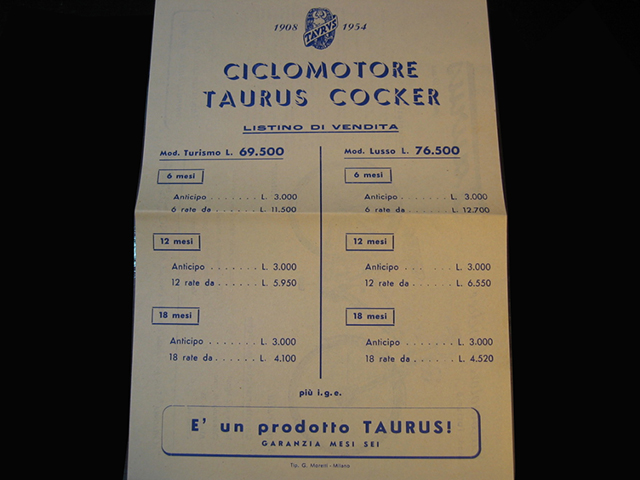 1908 TAURUS 1954
CICLOMOTORE
TAURUS COCKER
LISTINO DI VENDITA
Mod. Turismo L. 69.500
6 mesi
Anticipo . . . . . . . L. 3.000
6 rate da . . . . . . L. 11.500
12 mesi
Anticipo . . . . . . . L. 3.000
12 rate da . . . . . . L. 5.950
18 mesi
Anticipo . . . . . . . L. 3.000
18 rate da . . . . . . L. 4.100
Mod. Lusso L. 76.500
6 mesi
Anticipo . . . . . . . L. 3.000
6 rate da . . . . . . L. 12.700
12 mesi
Anticipo . . . . . . . L. 3.000
12 rate da . . . . . . L. 6.550
18 mesi
Anticipo . . . . . . . L. 3.000
18 rate da . . . . . . L. 4.520
più i.g.e.
E' un prodotto TAURUS!
GARANZIA MESI SEI
Tip. G. Moretti - Milano